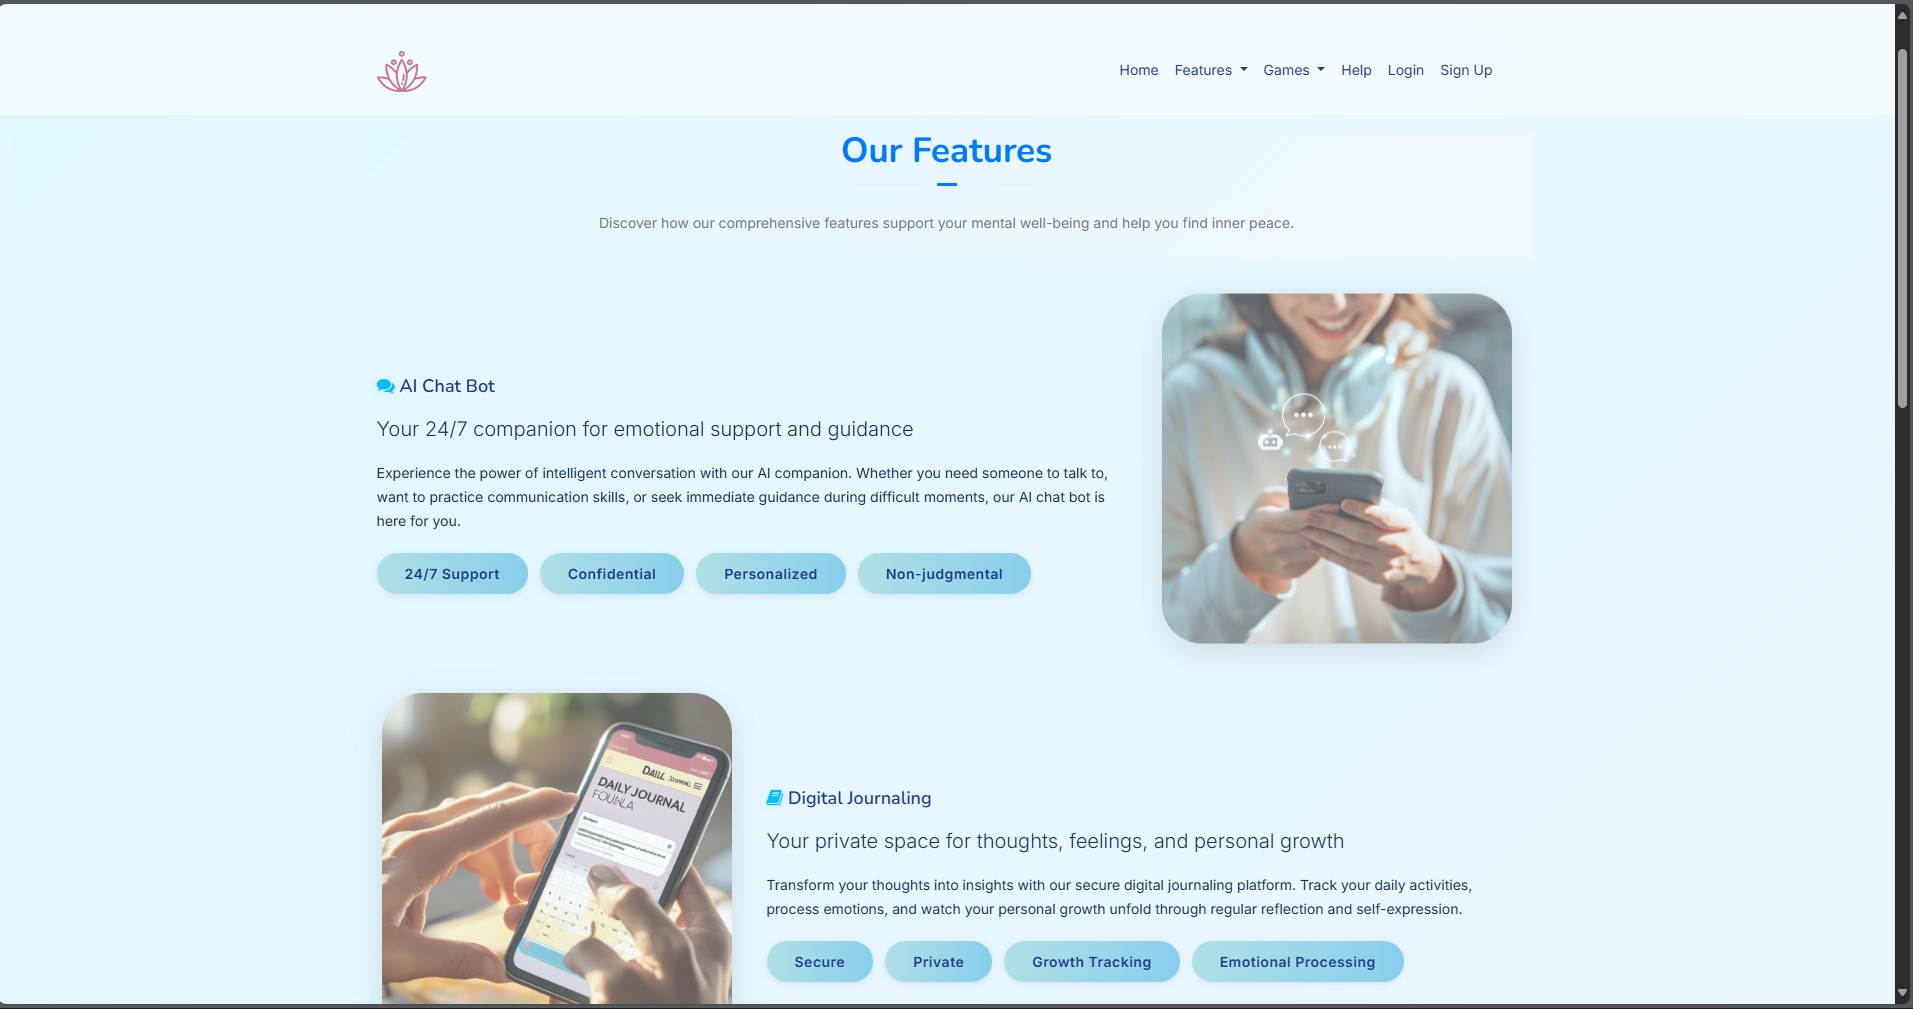 Home Features Games Help Login Sign Up
Our Features
Discover how our comprehensive features support your mental well-being and help you find inner peace.
AI Chat Bot
Your 24/7 companion for emotional support and guidance
Experience the power of intelligent conversation with our AI companion. Whether you need someone to talk to,
want to practice communication skills, or seek immediate guidance during difficult moments, our AI chat bot is
here for you.
24/7 Support Confidential Personalized Non-judgmental
DAILL
DAILY JOURNAL
FOUNLA
Digital Journaling
Your private space for thoughts, feelings, and personal growth
Transform your thoughts into insights with our secure digital journaling platform. Track your daily activities,
process emotions, and watch your personal growth unfold through regular reflection and self-expression.
Secure Private Growth Tracking Emotional Processing